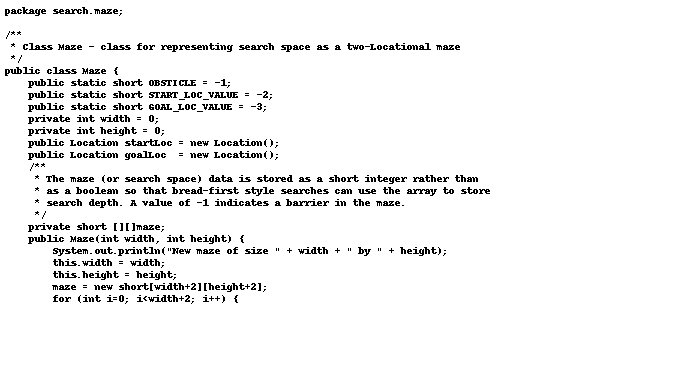 package search.maze;

/**
 * Class Maze - class for representing search space as a two-Locational maze
 */
public class Maze {
    public static short OBSTICLE = -1;
    public static short START_LOC_VALUE = -2;
    public static short GOAL_LOC_VALUE = -3;
    private int width = 0;
    private int height = 0;
    public Location startLoc = new Location();
    public Location goalLoc  = new Location();
    /**
     * The maze (or search space) data is stored as a short integer rather than
     * as a boolean so that bread-first style searches can use the array to store
     * search depth. A value of -1 indicates a barrier in the maze.
     */
    private short [][]maze;
    public Maze(int width, int height) {
        System.out.println("New maze of size " + width + " by " + height);
        this.width = width;
        this.height = height;
        maze = new short[width+2][height+2];
        for (int i=0; i<width+2; i++) {